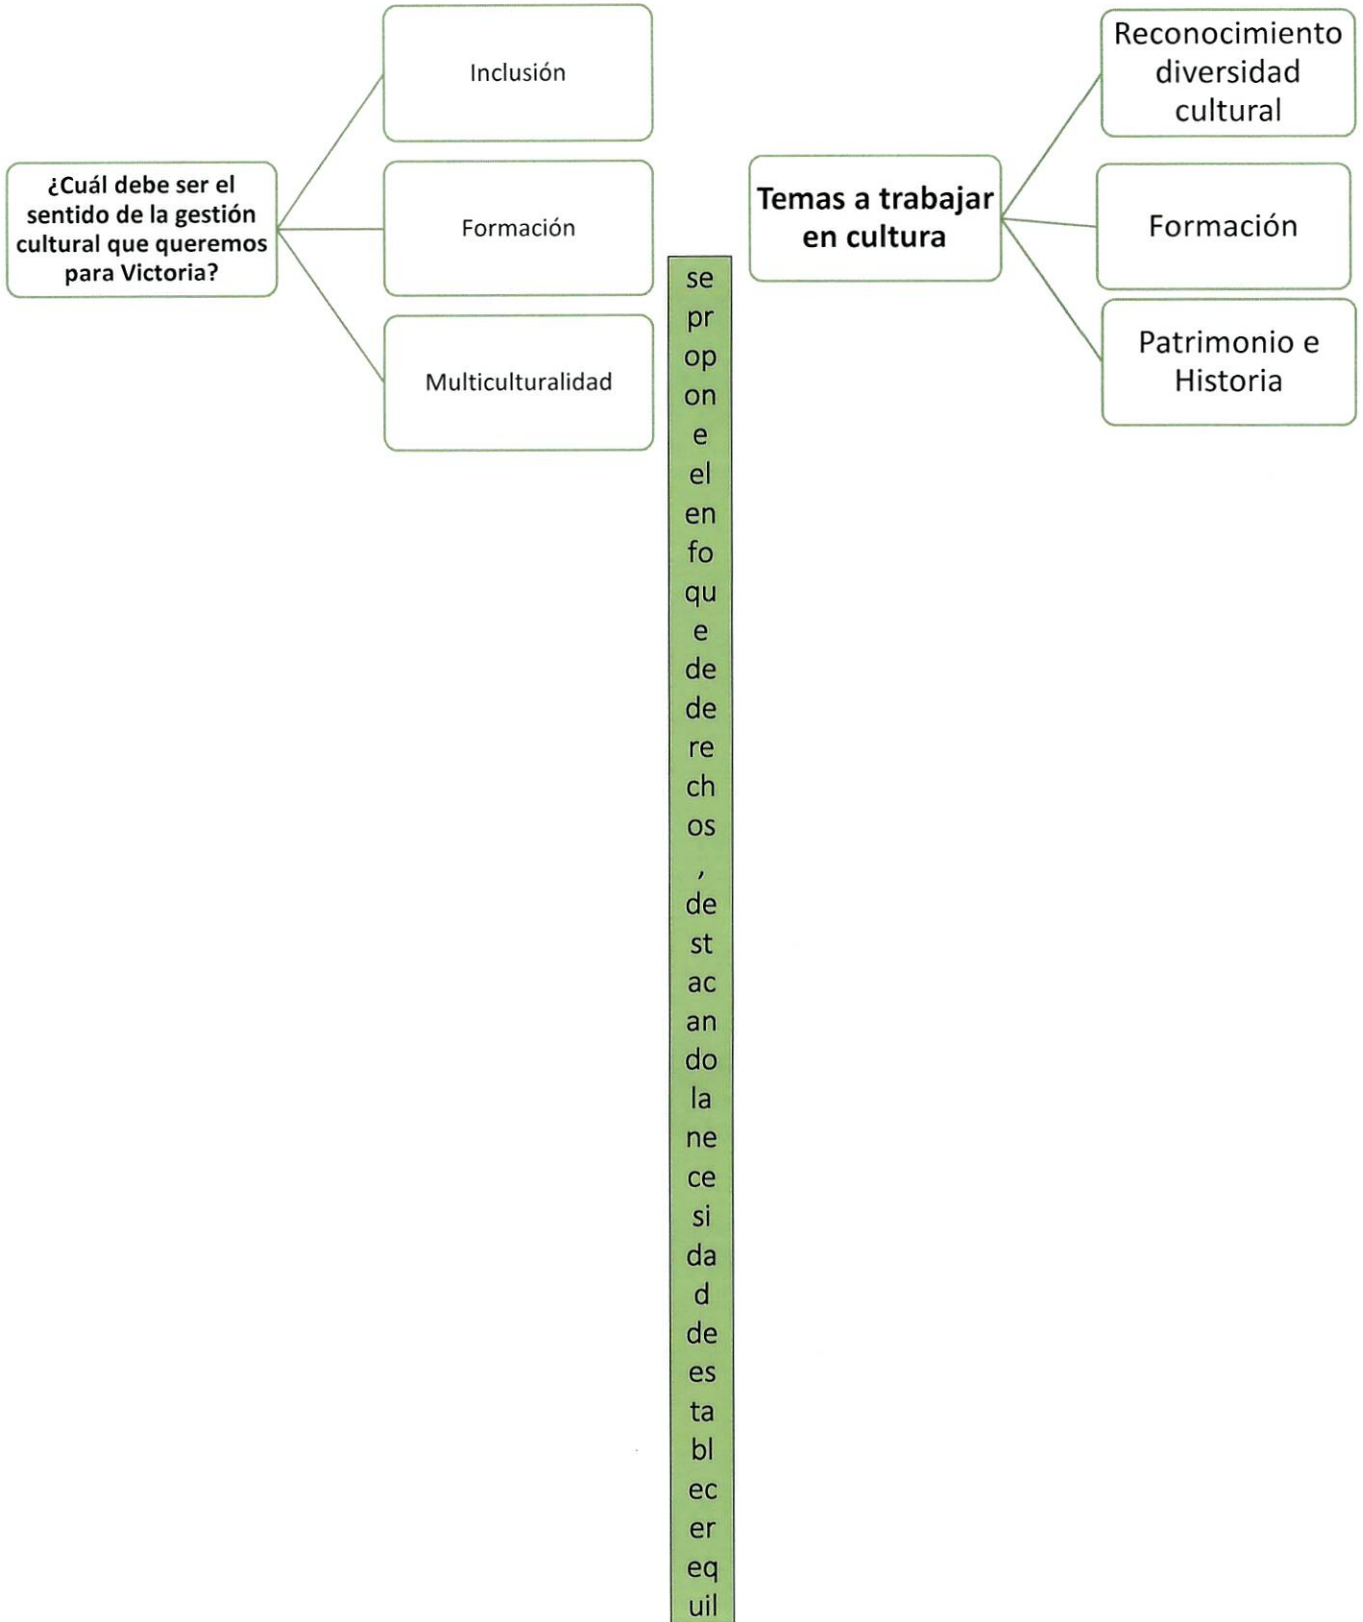 ¿Cuál debe ser el
sentido de la gestión
cultural que queremos
para Victoria?
Inclusión
Formación
Multiculturalidad
se
pr
op
on
e
el
en
fo
qu
e
de
de
re
ch
os
,
de
st
ac
an
do
la
ne
ce
si
da
d
de
es
ta
bl
ec
er
eq
uil
Temas a trabajar
en cultura
Reconocimiento
diversidad
cultural
Formación
Patrimonio e
Historia